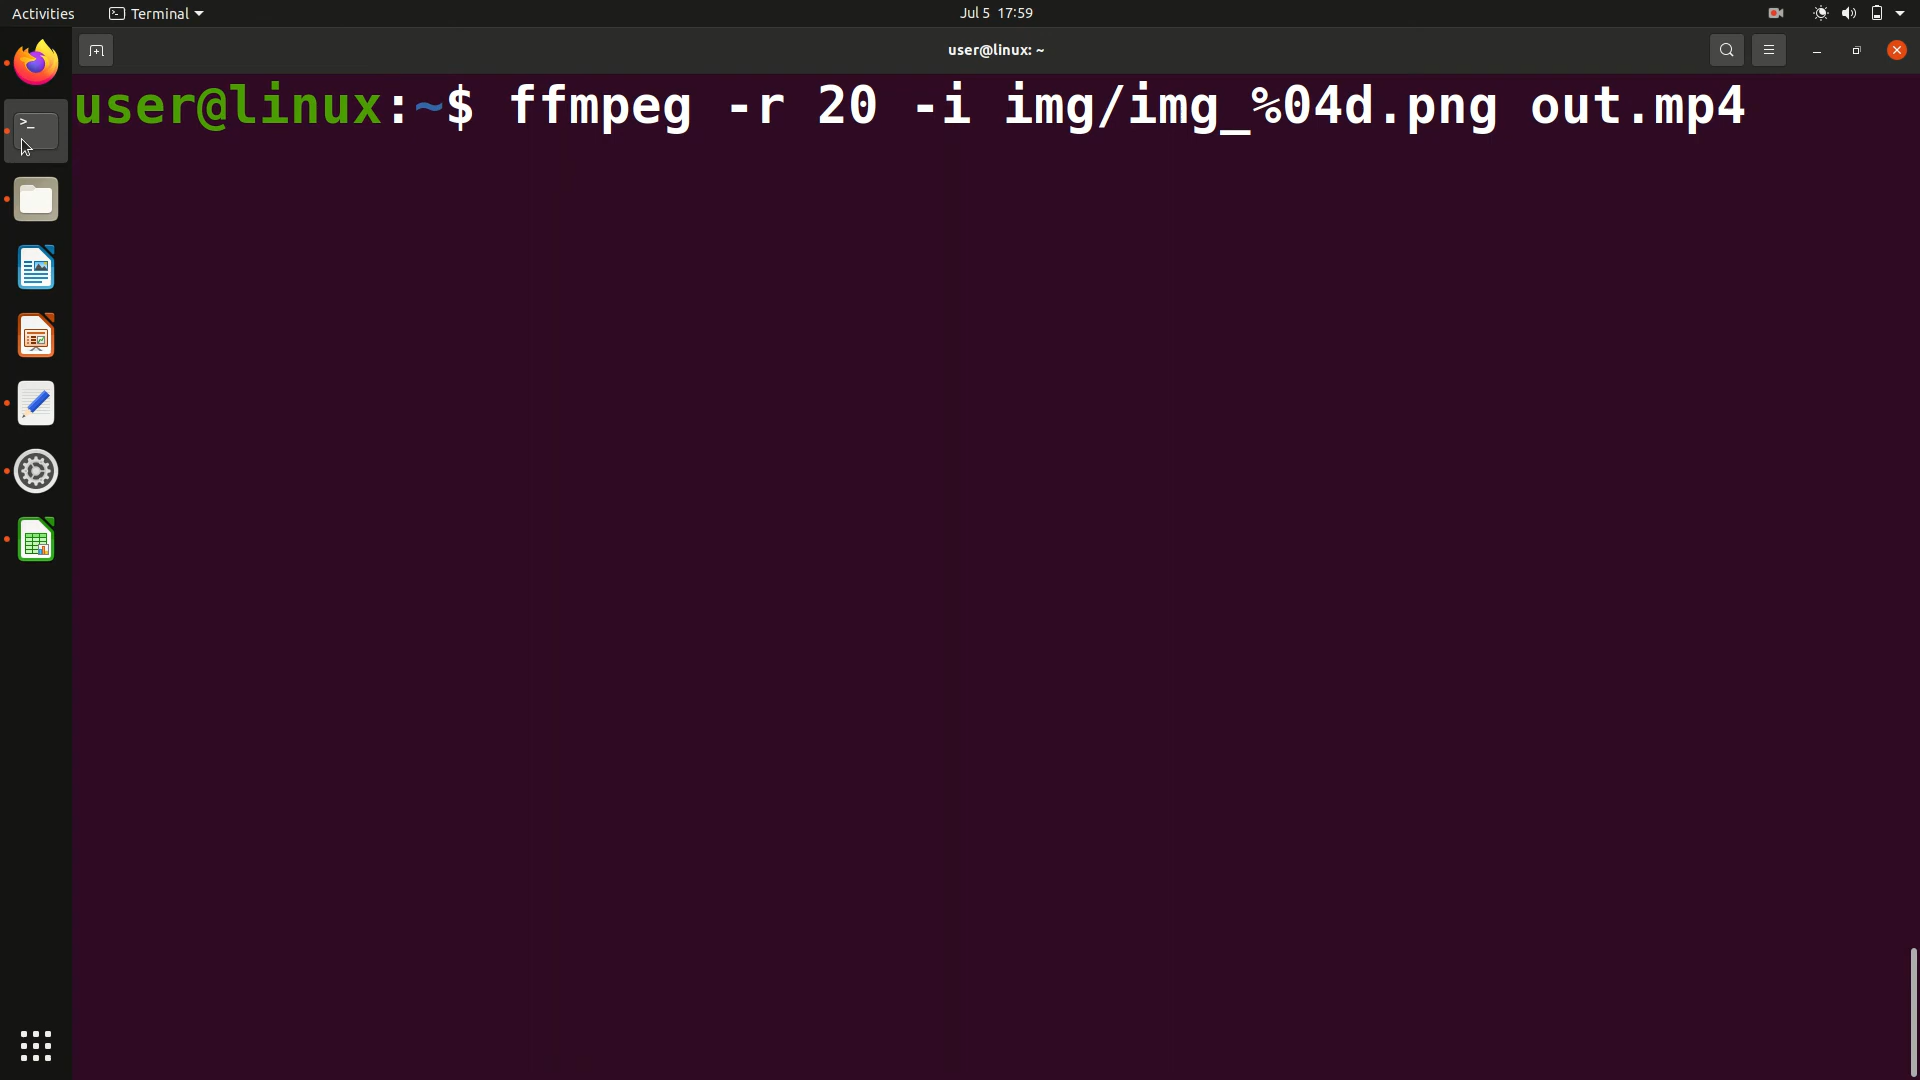 Activities
Terminal
Jul 5 17:59
user@linux: ~
user@linux:~$ ffmpeg -r 20 -i img/img_%04d.png out.mp4
>_